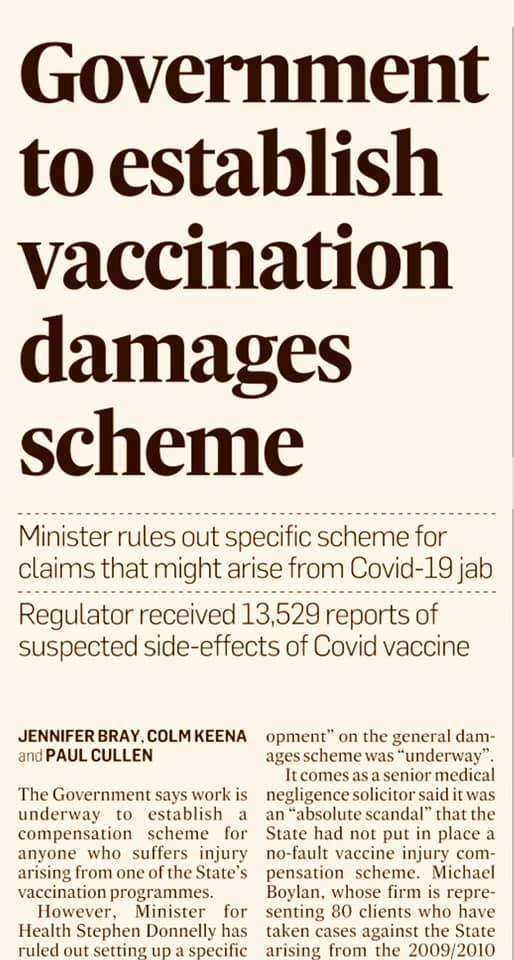 Government
to establish
vaccination
damages
scheme
Minister rules out specific scheme for
claims that might arise from Covid-19 jab
Regulator received 13,529 reports of
suspected side-effects of Covid vaccine
JENNIFER BRAY, COLM KEENA
and PAUL CULLEN
The Government says work is
underway to establish a
compensation scheme for
anyone who suffers injury
arising from one of the State's
vaccination programmes.
However, Minister for
Health Stephen Donnelly has
ruled out setting up a specific
opment” on the general dam-
ages scheme was “underway”.
It comes as a senior medical
negligence solicitor said it was
an “absolute scandal” that the
State had not put in place a
no-fault vaccine injury com-
pensation scheme. Michael
Boylan, whose firm is repre-
senting 80 clients who have
taken cases against the State
arising from the 2009/2010